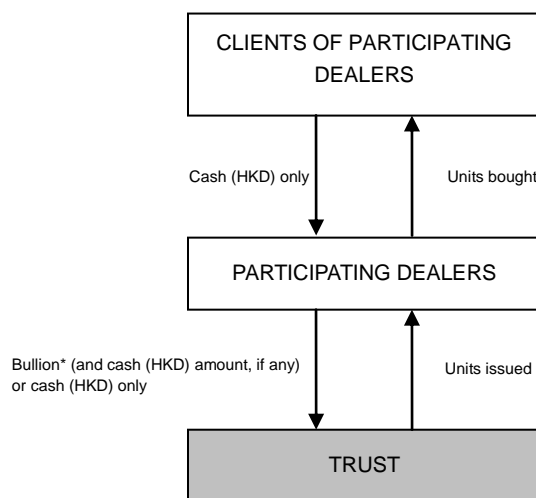 CLIENTS OF PARTICIPATING
DEALERS
Cash (HKD) only
Units bought
PARTICIPATING DEALERS
Bullion* (and cash (HKD) amount, if any)
or cash (HKD) only
Units issued
TRUST